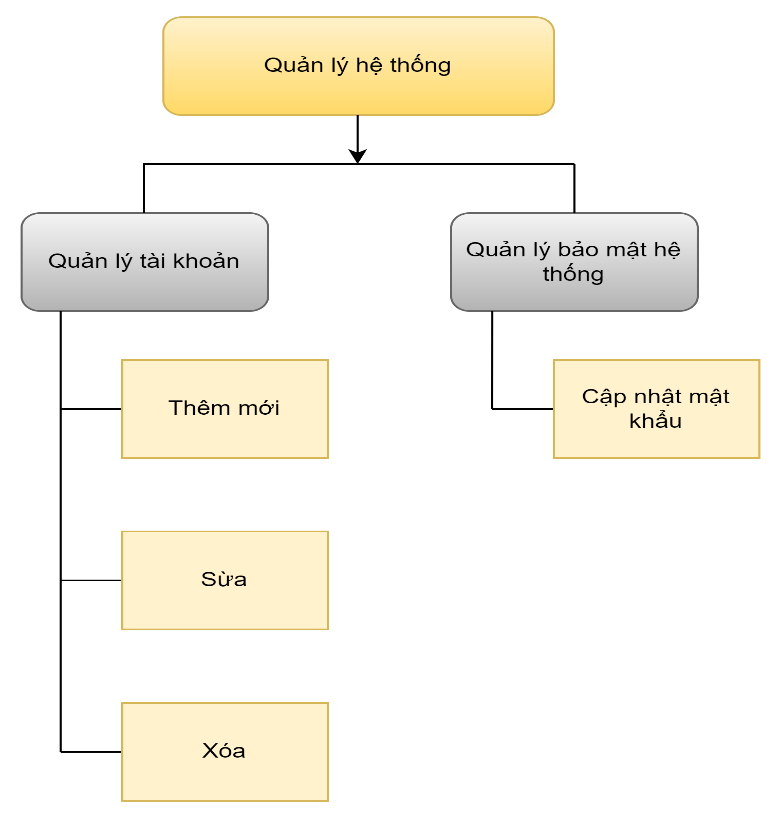 Quản lý hệ thống
Quản lý tài khoản
Quản lý bảo mật hệ
thống
Thêm mới
Cập nhật mật
khẩu
Sừa
Xóa